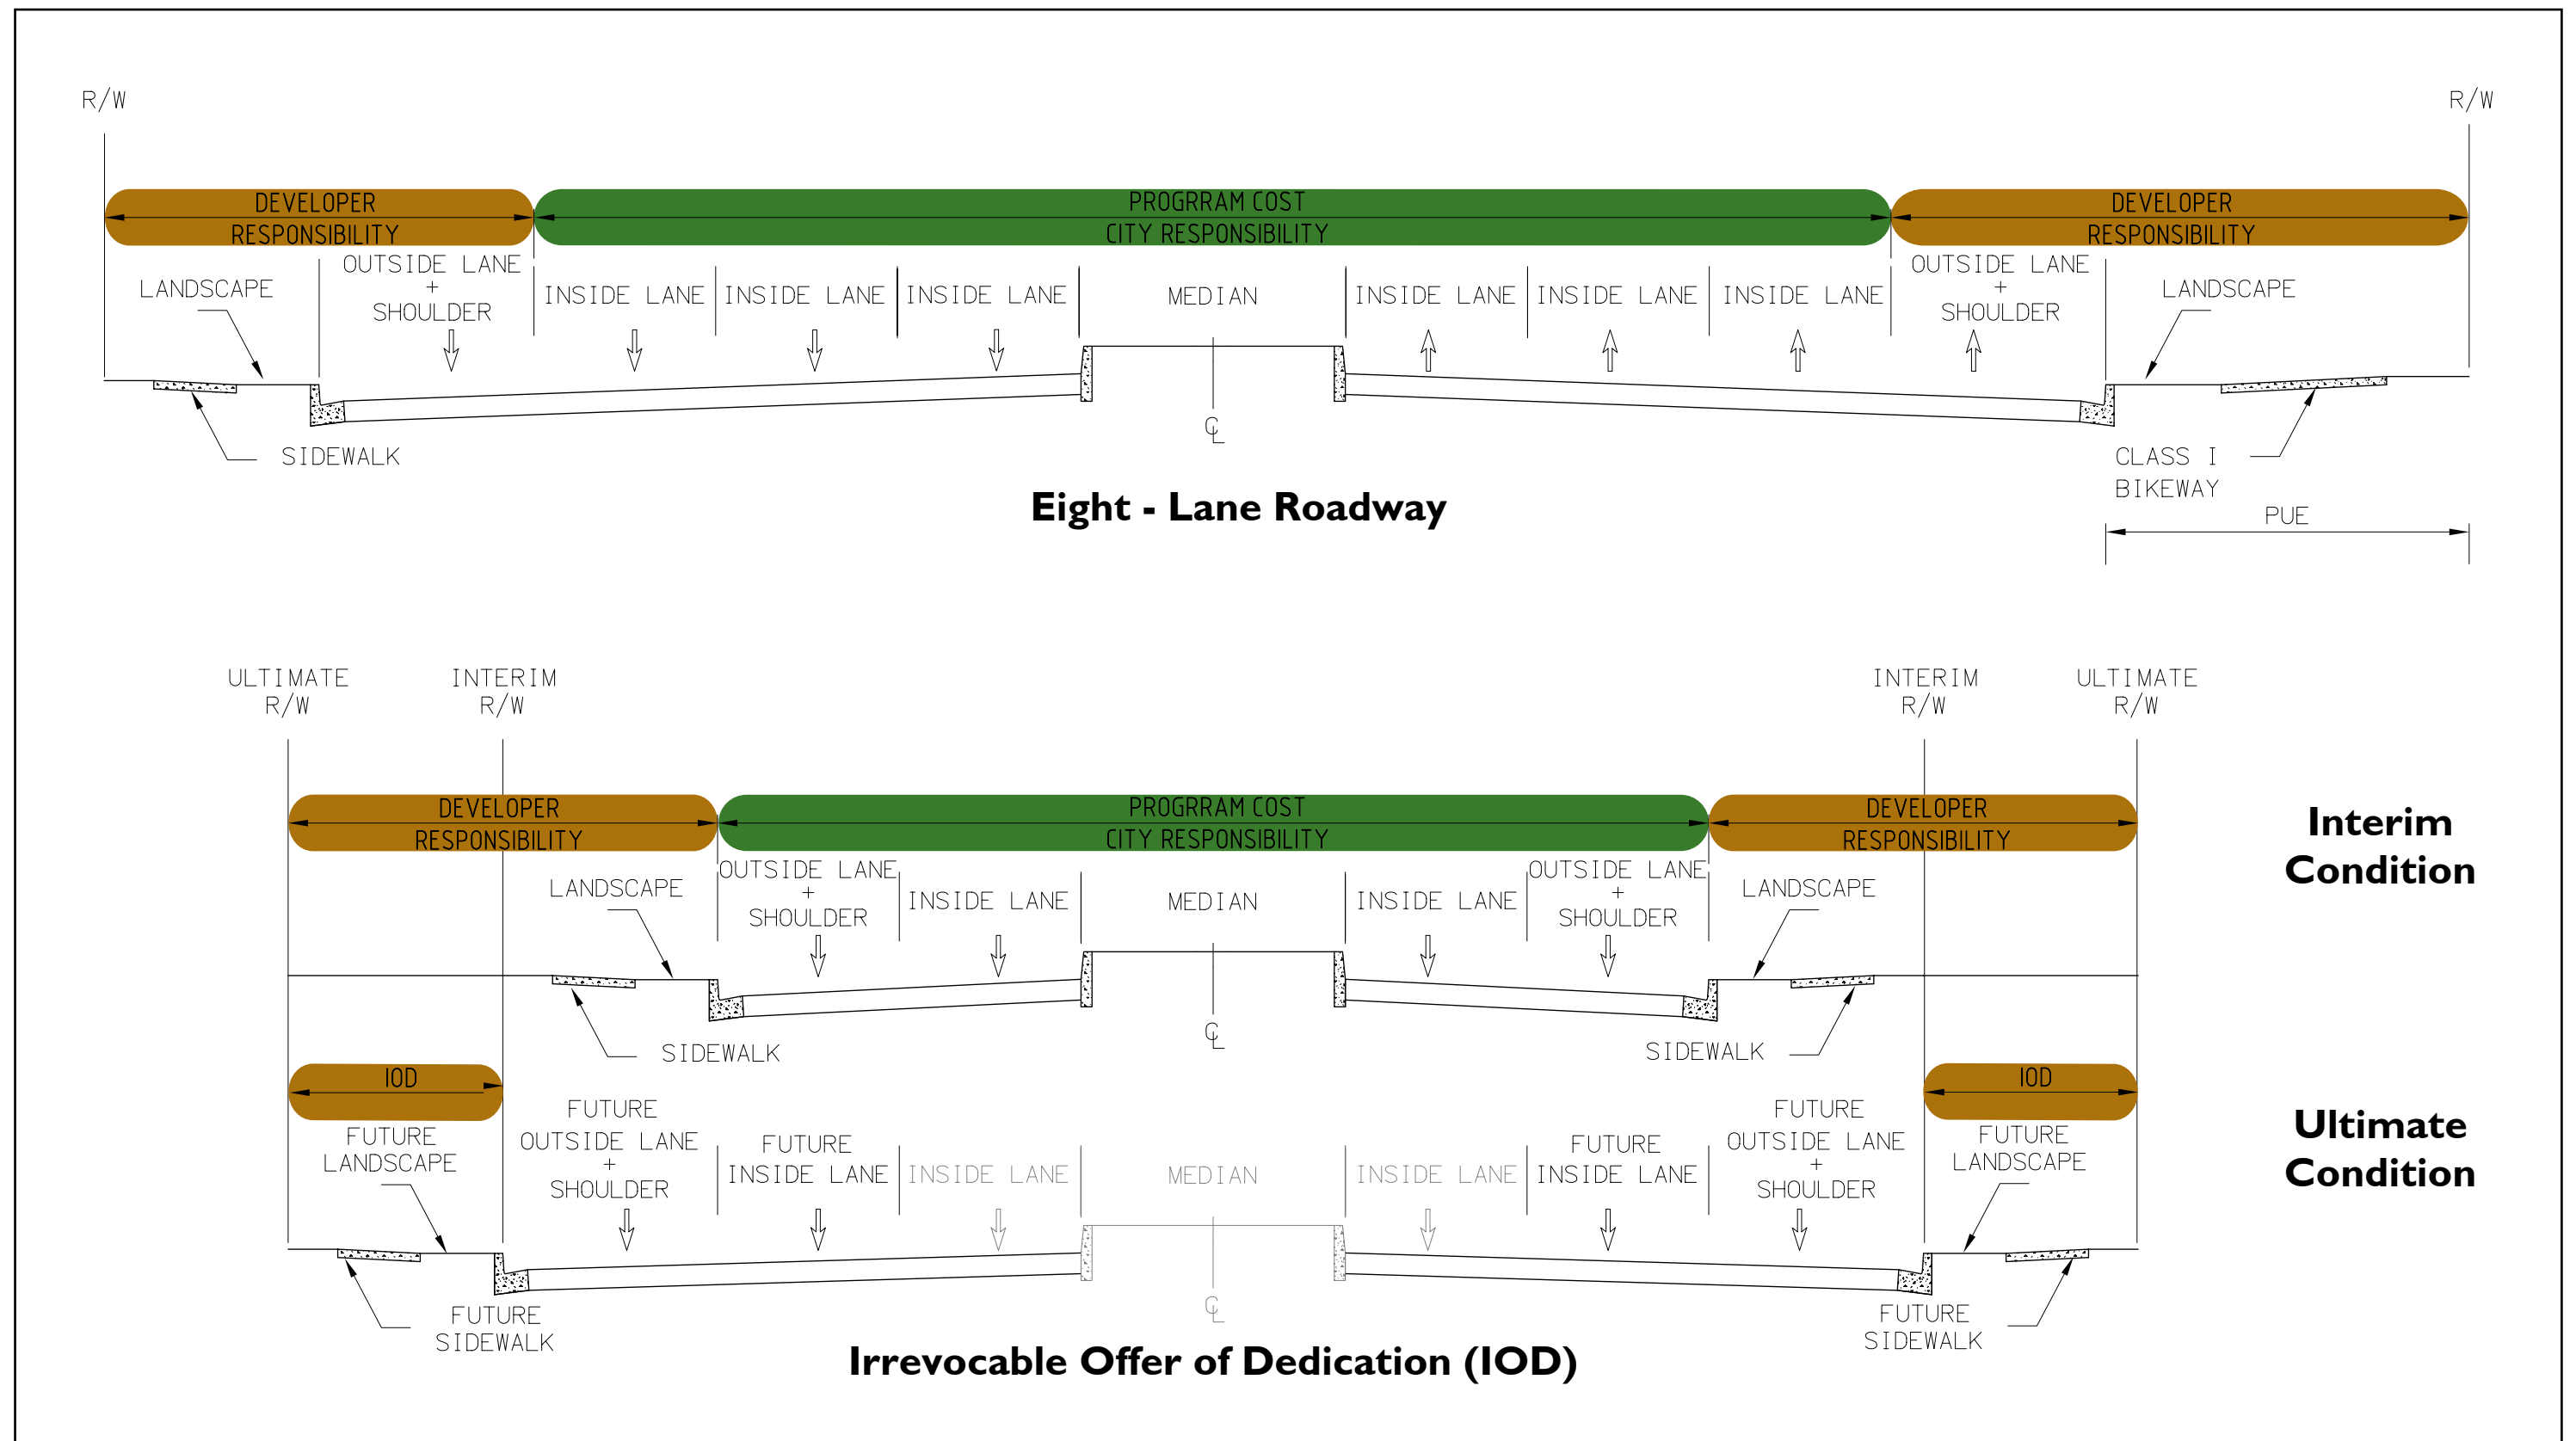 R/W
R/W
DEVELOPER
RESPONSIBILITY
PROGRRAM COST
CITY RESPONSIBILITY
DEVELOPER
RESPONSIBILITY
LANDSCAPE
OUTSIDE LANE
+
SHOULDER
INSIDE LANE
INSIDE LANE
INSIDE LANE
MEDIAN
INSIDE LANE
INSIDE LANE
INSIDE LANE
OUTSIDE LANE
+
SHOULDER
LANDSCAPE
SIDEWALK
CL
CLASS I
BIKEWAY
Eight - Lane Roadway
PUE
ULTIMATE
R/W
INTERIM
R/W
INTERIM
R/W
ULTIMATE
R/W
DEVELOPER
RESPONSIBILITY
PROGRRAM COST
CITY RESPONSIBILITY
DEVELOPER
RESPONSIBILITY
Interim
Condition
LANDSCAPE
OUTSIDE LANE
+
SHOULDER
INSIDE LANE
MEDIAN
INSIDE LANE
OUTSIDE LANE
+
SHOULDER
LANDSCAPE
SIDEWALK
CL
SIDEWALK
IOD
IOD
FUTURE
LANDSCAPE
FUTURE
OUTSIDE LANE
+
SHOULDER
FUTURE
INSIDE LANE
INSIDE LANE
MEDIAN
INSIDE LANE
FUTURE
INSIDE LANE
FUTURE
OUTSIDE LANE
+
SHOULDER
FUTURE
LANDSCAPE
Ultimate
Condition
FUTURE
SIDEWALK
CL
FUTURE
SIDEWALK
Irrevocable Offer of Dedication (IOD)